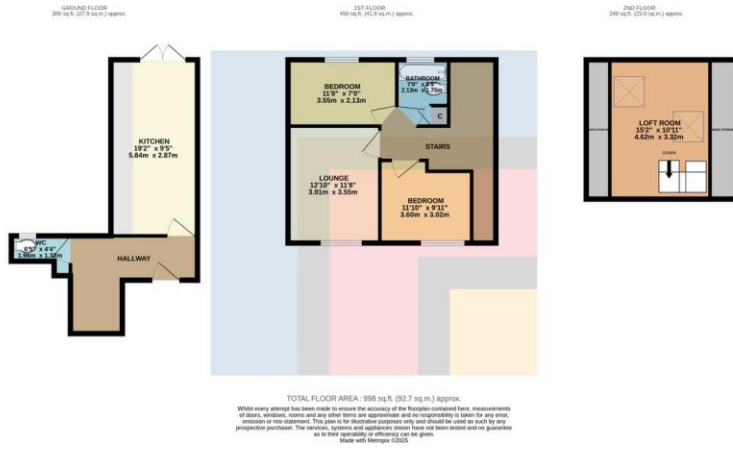 GROUND FLOOR
300 sq.ft. (27.9 sq.m.) approx.
1ST FLOOR
450 sq.ft. (41.8 sq.m.) approx.
2ND FLOOR
248 sq.ft. (23.0 sq.m.) approx.
KITCHEN
19'2" x 9'5"
5.84m x 2.87m
WC
6'5" x 4'4"
HALLWAY
BEDROOM
11'8" x 7'0"
3.55m x 2.13m
BATHROOM
2.13m x 1.75m
C
STAIRS
LOUNGE
12'10" x 11'8"
3.91m x 3.55m
BEDROOM
11'10" x 9'11"
3.60m x 3.02m
LOFT ROOM
15'2" x 10'11"
4.62m x 3.32m
DOWN
TOTAL FLOOR AREA : 998 sq.ft. (92.7 sq.m.) approx.
Whilst every attempt has been made to ensure the accuracy of the floorplan contained here, measurements
of doors, windows, rooms and any other items are approximate and no responsibility is taken for any error,
omission or mis-statement. This plan is for illustrative purposes only and should be used as such by any
prospective purchaser. The services, systems and appliances shown have not been tested and no guarantee
as to their operability or efficiency can be given.
Made with Metropix ©2025